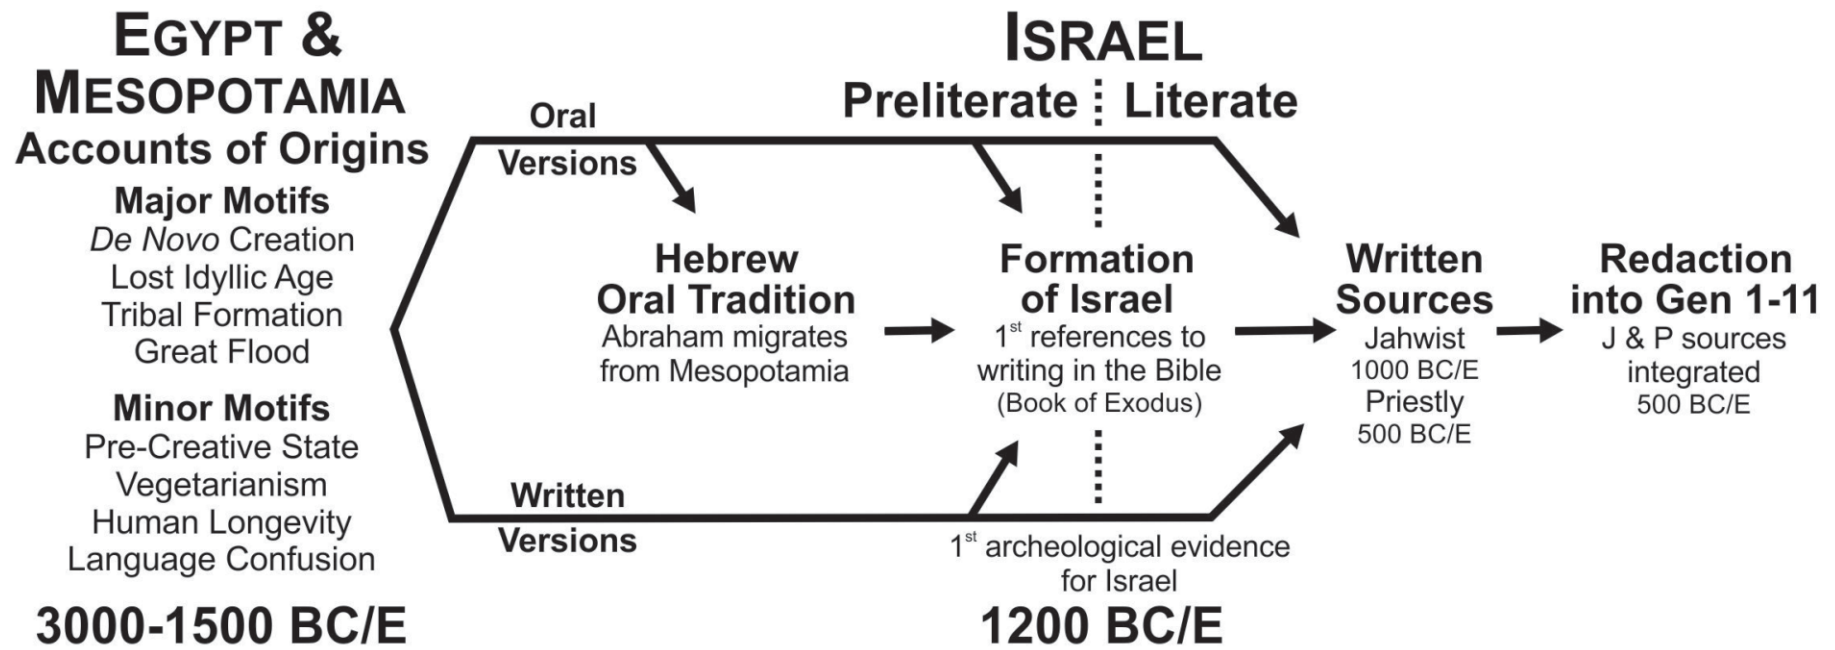 EGYPT &
MESOPOTAMIA
Accounts of Origins
Major Motifs
De Novo Creation
Lost Idyllic Age
Tribal Formation
Great Flood
Minor Motifs
Pre-Creative State
Vegetarianism
Human Longevity
Language Confusion
3000-1500 BC/E
Oral
Versions
Written
Versions
ISRAEL
Preliterate
Literate
Hebrew
Oral Tradition
Abraham migrates
from Mesopotamia
Formation
of Israel
1st references to
writing in the Bible
(Book of Exodus)
1st archeological evidence
for Israel
1200 BC/E
Written
Sources
Jahwist
1000 BC/E
Priestly
500 BC/E
Redaction
into Gen 1-11
J & P sources
integrated
500 BC/E